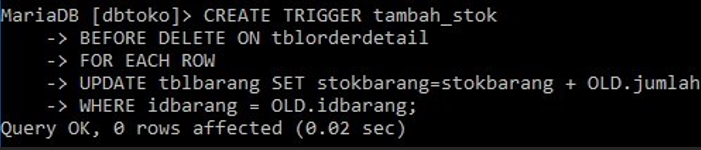 MariaDB [dbtoko]> CREATE TRIGGER tambah_stok
-> BEFORE DELETE ON tblorderdetail
-> FOR EACH ROW
-> UPDATE tblbarang SET stokbarang=stokbarang + OLD.jumlah
-> WHERE idbarang = OLD.idbarang;
Query OK, 0 rows affected (0.02 sec)